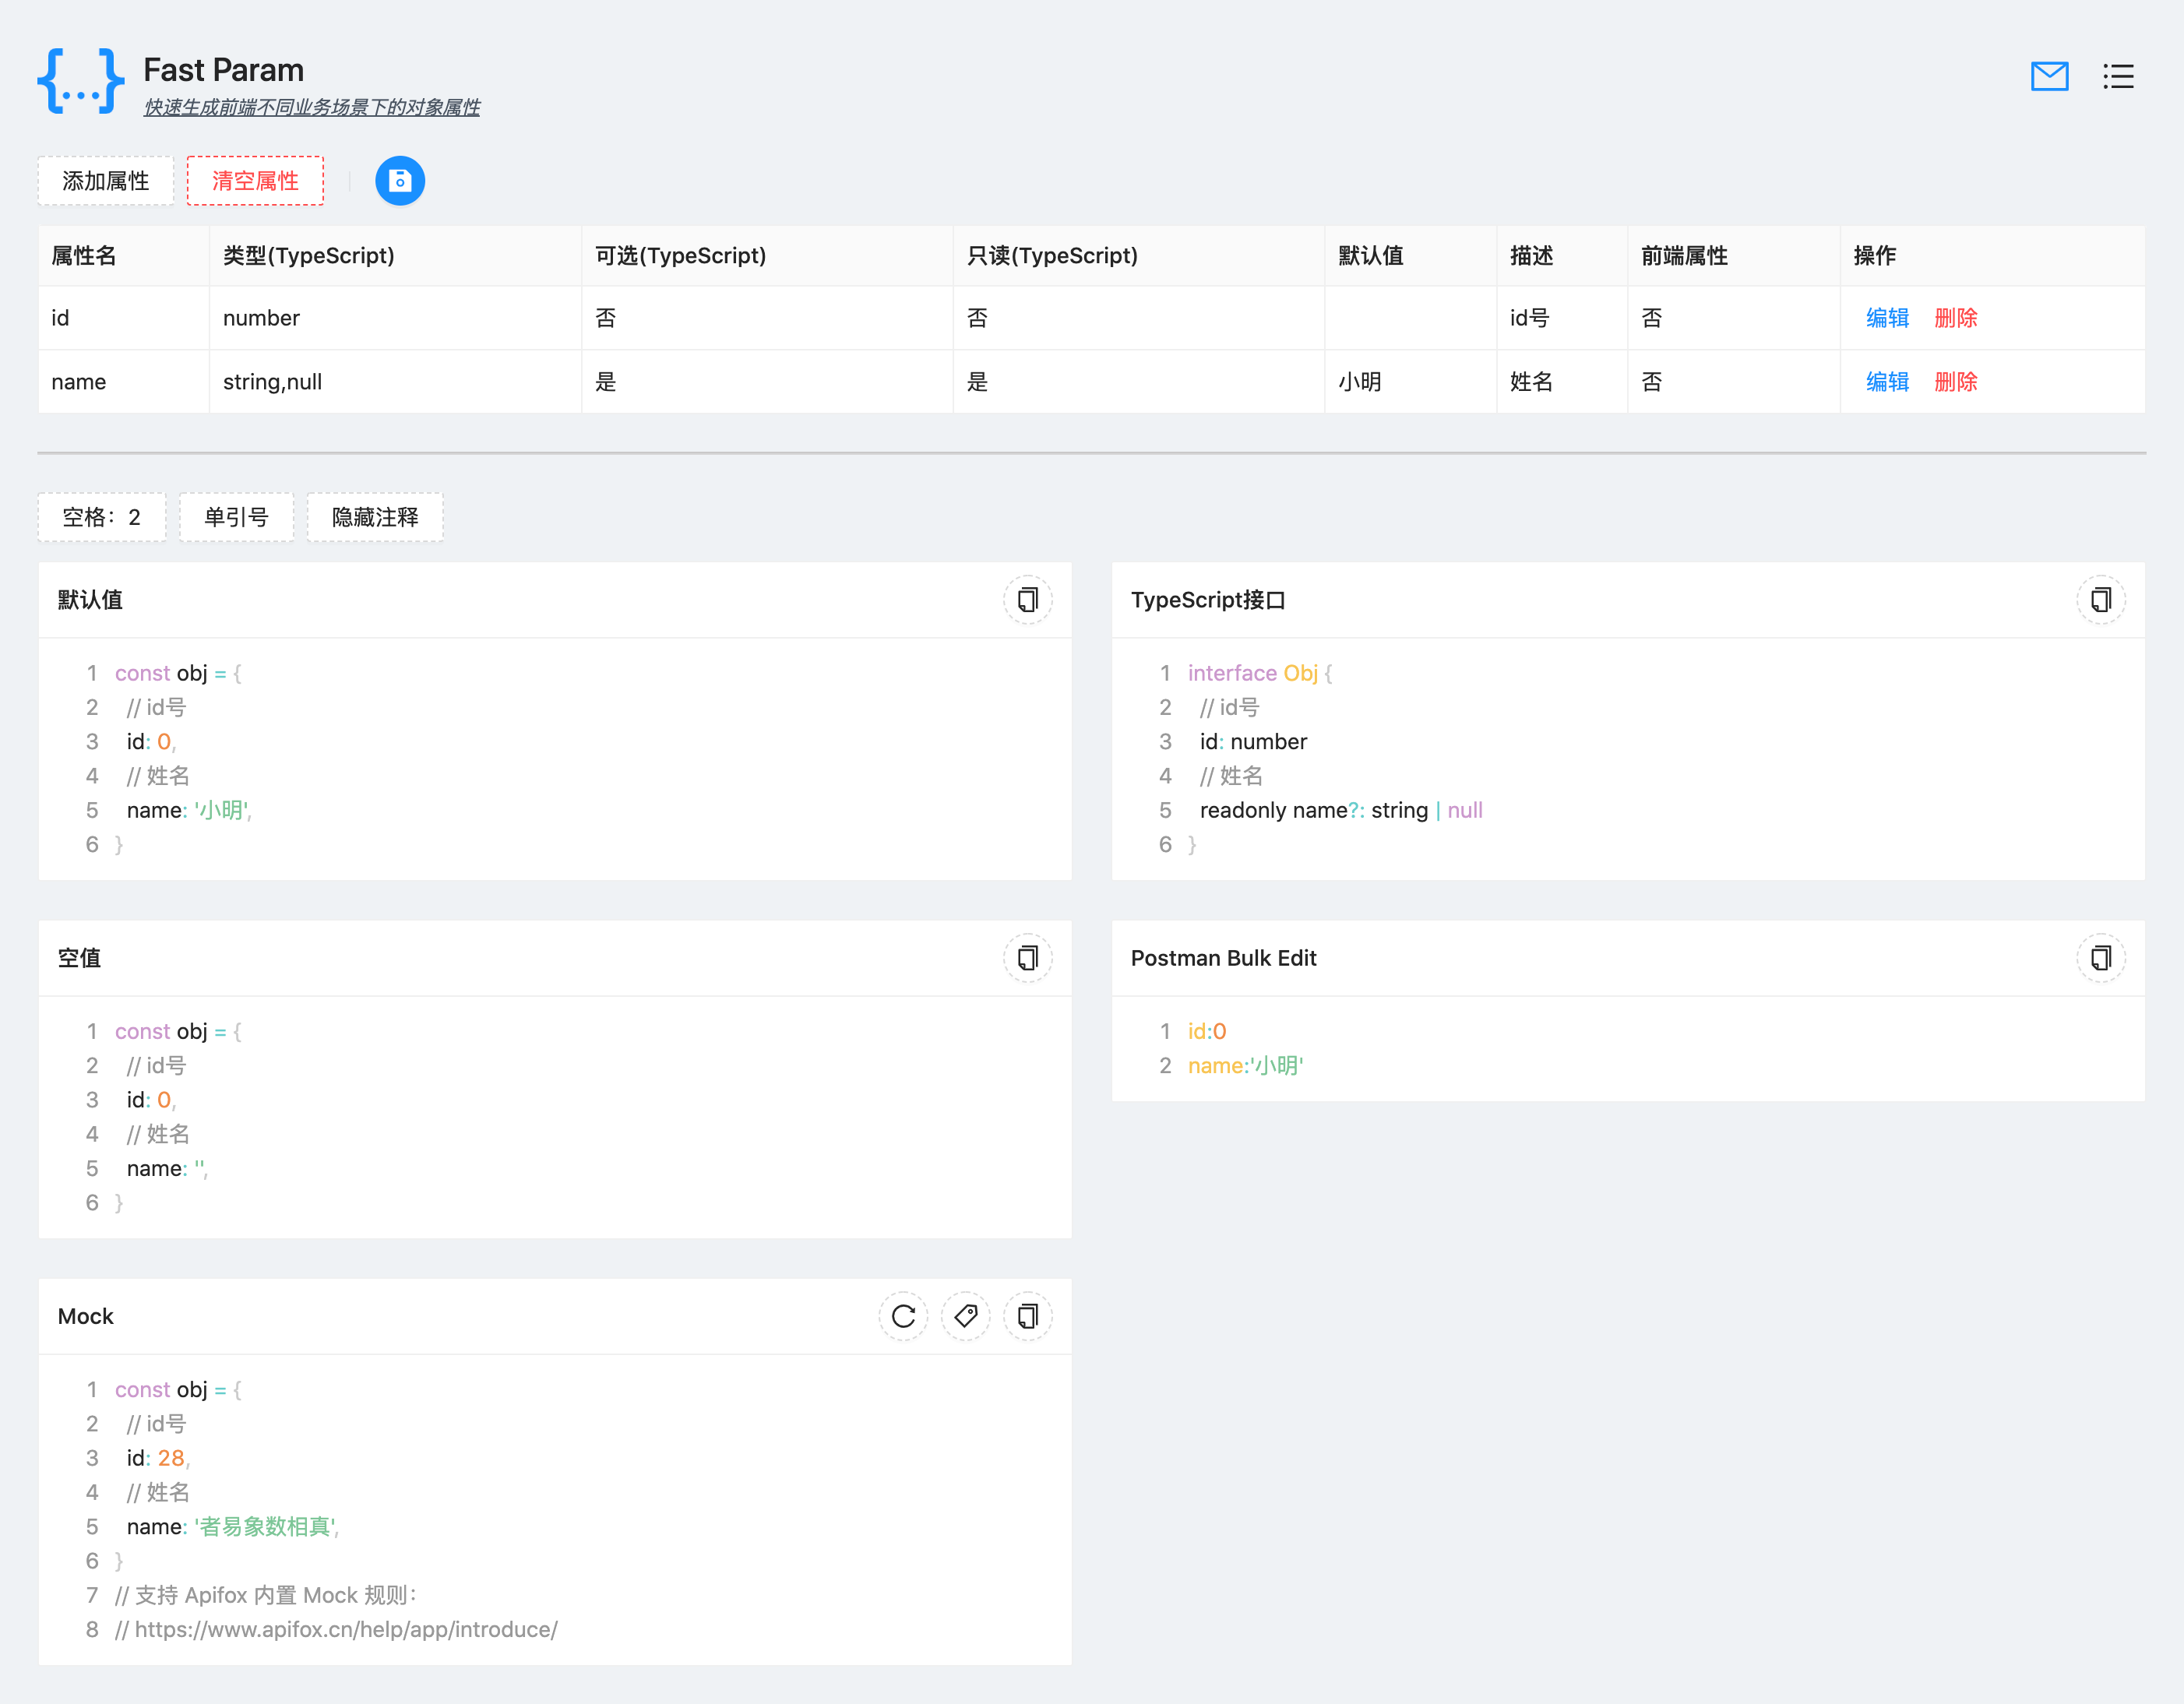 {...} Fast Param
快速生成前端不同业务场景下的对象属性
添加属性 清空属性
属性名 类型(TypeScript) 可选(TypeScript) 只读(TypeScript) 默认值 描述 前端属性 操作
id number 否 否 id号 否 编辑 删除
name string,null 是 是 小明 姓名 否 编辑 删除
空格：2 单引号 隐藏注释
默认值
1 const obj = {
2 // id号
3 id: 0,
4 // 姓名
5 name: '小明',
6 }
TypeScript接口
1 interface Obj {
2 // id号
3 id: number
4 // 姓名
5 readonly name?: string | null
6 }
空值
1 const obj = {
2 // id号
3 id: 0,
4 // 姓名
5 name: '',
6 }
Postman Bulk Edit
1 id:0
2 name:'小明'
Mock
1 const obj = {
2 // id号
3 id: 28,
4 // 姓名
5 name: '者易象数相真',
6 }
7 // 支持 Apifox 内置 Mock 规则：
8 // https://www.apifox.cn/help/app/introduce/